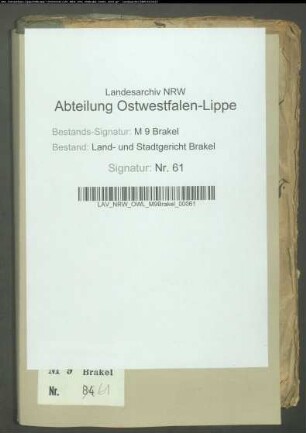 Landesarchiv NRW
Abteilung Ostwestfalen-Lippe
Bestands-Signatur: M 9 Brakel
Bestand: Land- und Stadtgericht Brakel
Signatur: Nr. 61
LAV_NRW_OWL_M9Brakel_00061
M 9 Brakel
Nr. 84 61